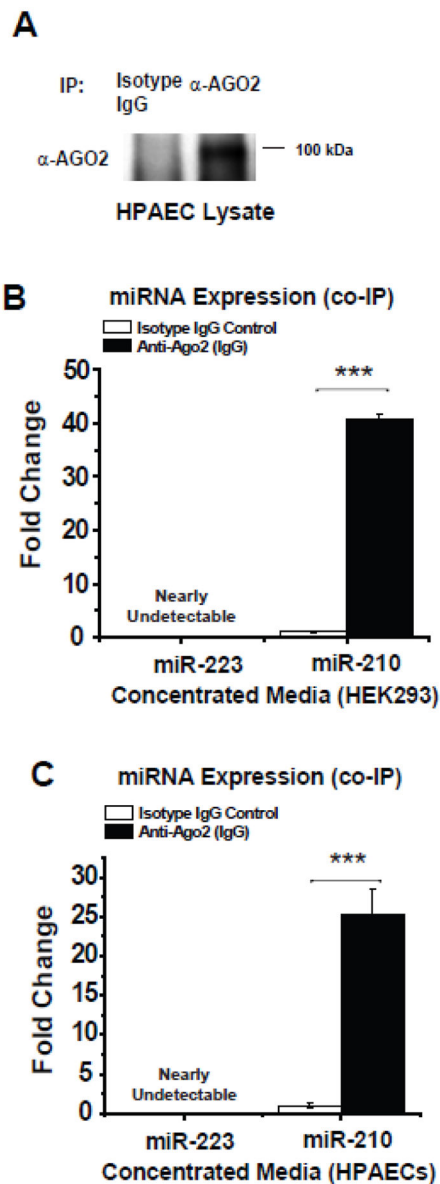 A
IP: Isotype IgG α-AGO2
α-AGO2
100 kDa
HPAEC Lysate
B
miRNA Expression (co-IP)
Isotype IgG Control
Anti-Ago2 (IgG)
***
50
40
30
20
10
0
Fold Change
Nearly
Undetectable
miR-223 miR-210
Concentrated Media (HEK293)
C
miRNA Expression (co-IP)
Isotype IgG Control
Anti-Ago2 (IgG)
***
30
25
20
15
10
5
0
Fold Change
Nearly
Undetectable
miR-223 miR-210
Concentrated Media (HPAECs)